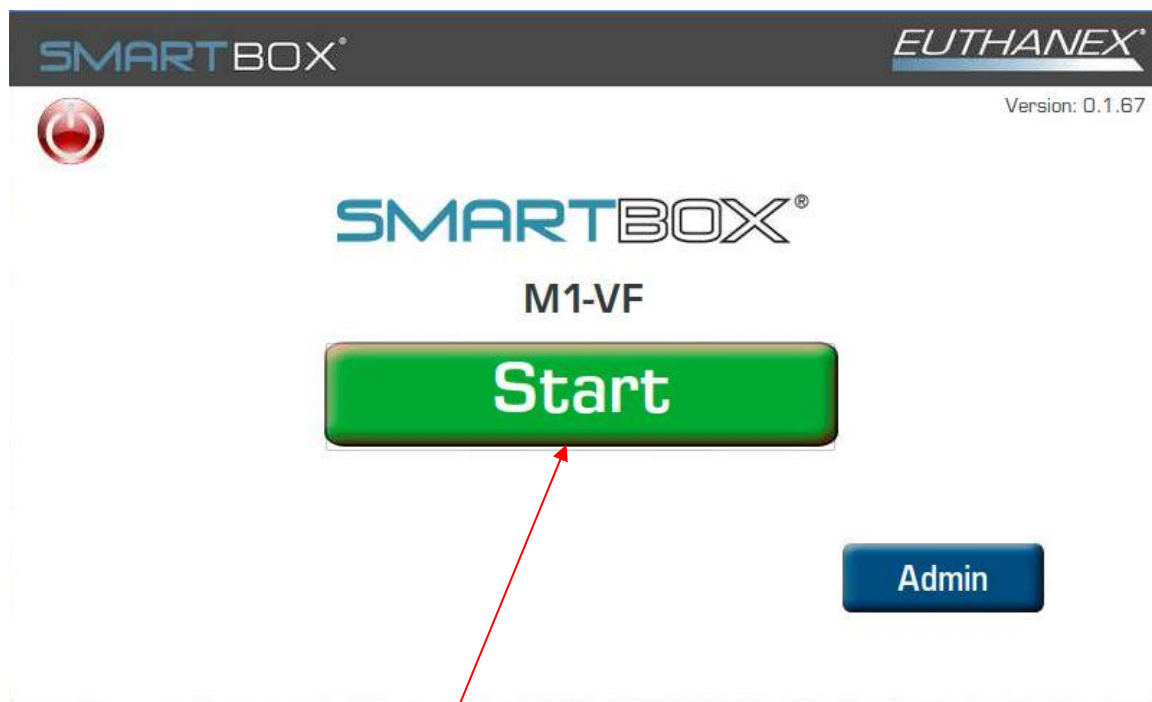 SMARTBOX® EUTHANEX®
Version: 0.1.67
SMARTBOX®
M1-VF
Start
Admin